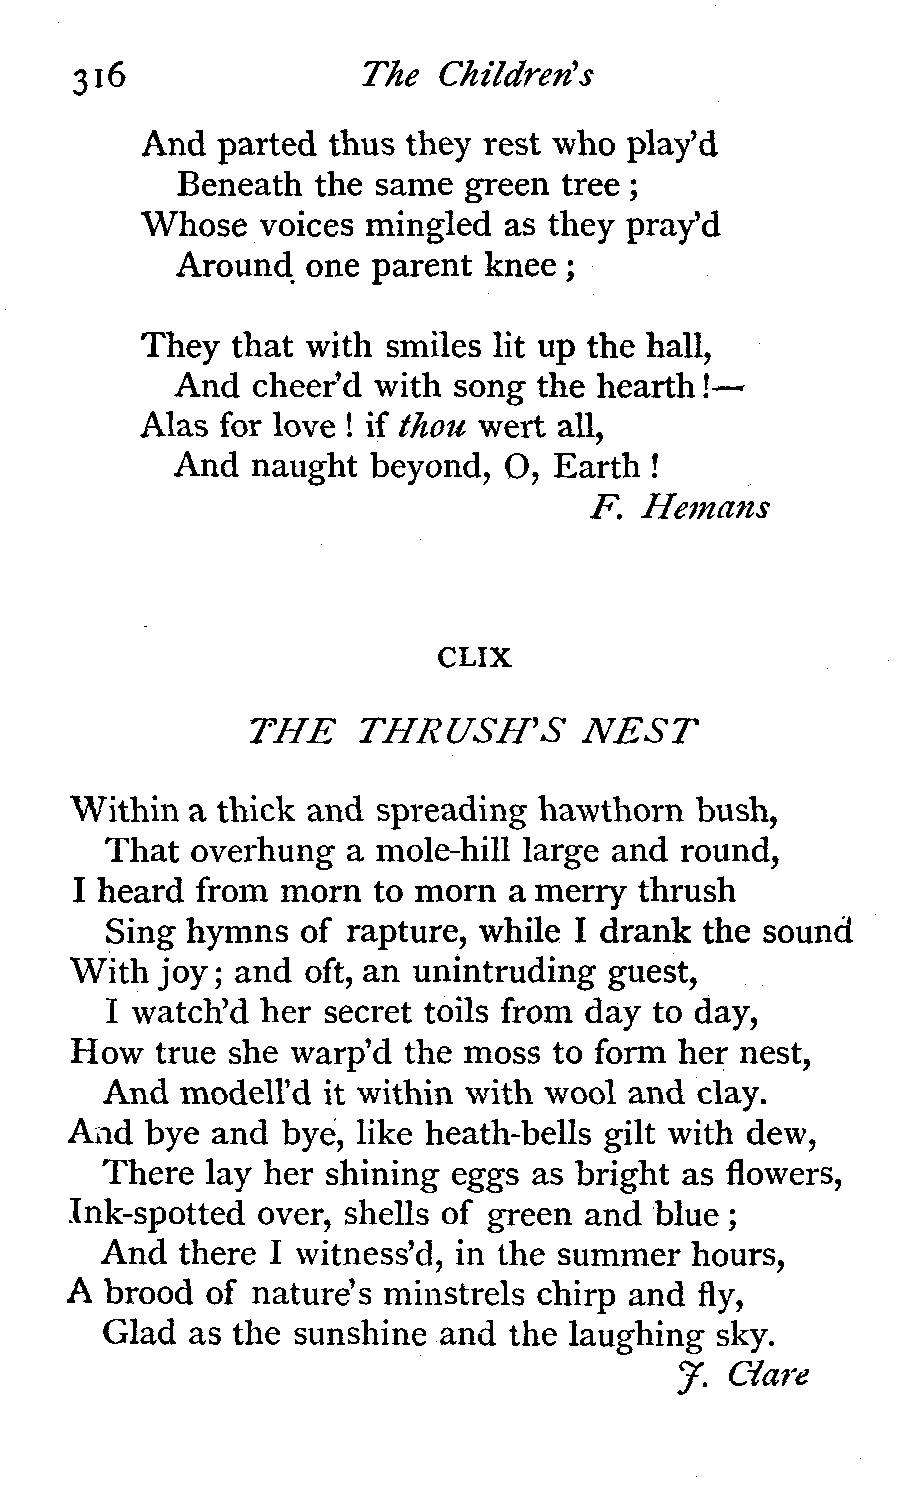 316 The Children's
And parted thus they rest who play'd
Beneath the same green tree ;
Whose voices mingled as they pray'd
Around one parent knee ;
They that with smiles lit up the hall,
And cheer'd with song the hearth !—
Alas for love ! if thou wert all,
And naught beyond, O, Earth !
F. Hemans
CLIX
THE THRUSH'S NEST
Within a thick and spreading hawthorn bush,
That overhung a mole-hill large and round,
I heard from morn to morn a merry thrush
Sing hymns of rapture, while I drank the sound
With joy ; and oft, an unintruding guest,
I watch'd her secret toils from day to day,
How true she warp'd the moss to form her nest,
And modell'd it within with wool and clay.
And bye and bye, like heath-bells gilt with dew,
There lay her shining eggs as bright as flowers,
Ink-spotted over, shells of green and blue ;
And there I witness'd, in the summer hours,
A brood of nature's minstrels chirp and fly,
Glad as the sunshine and the laughing sky.
J. Clare